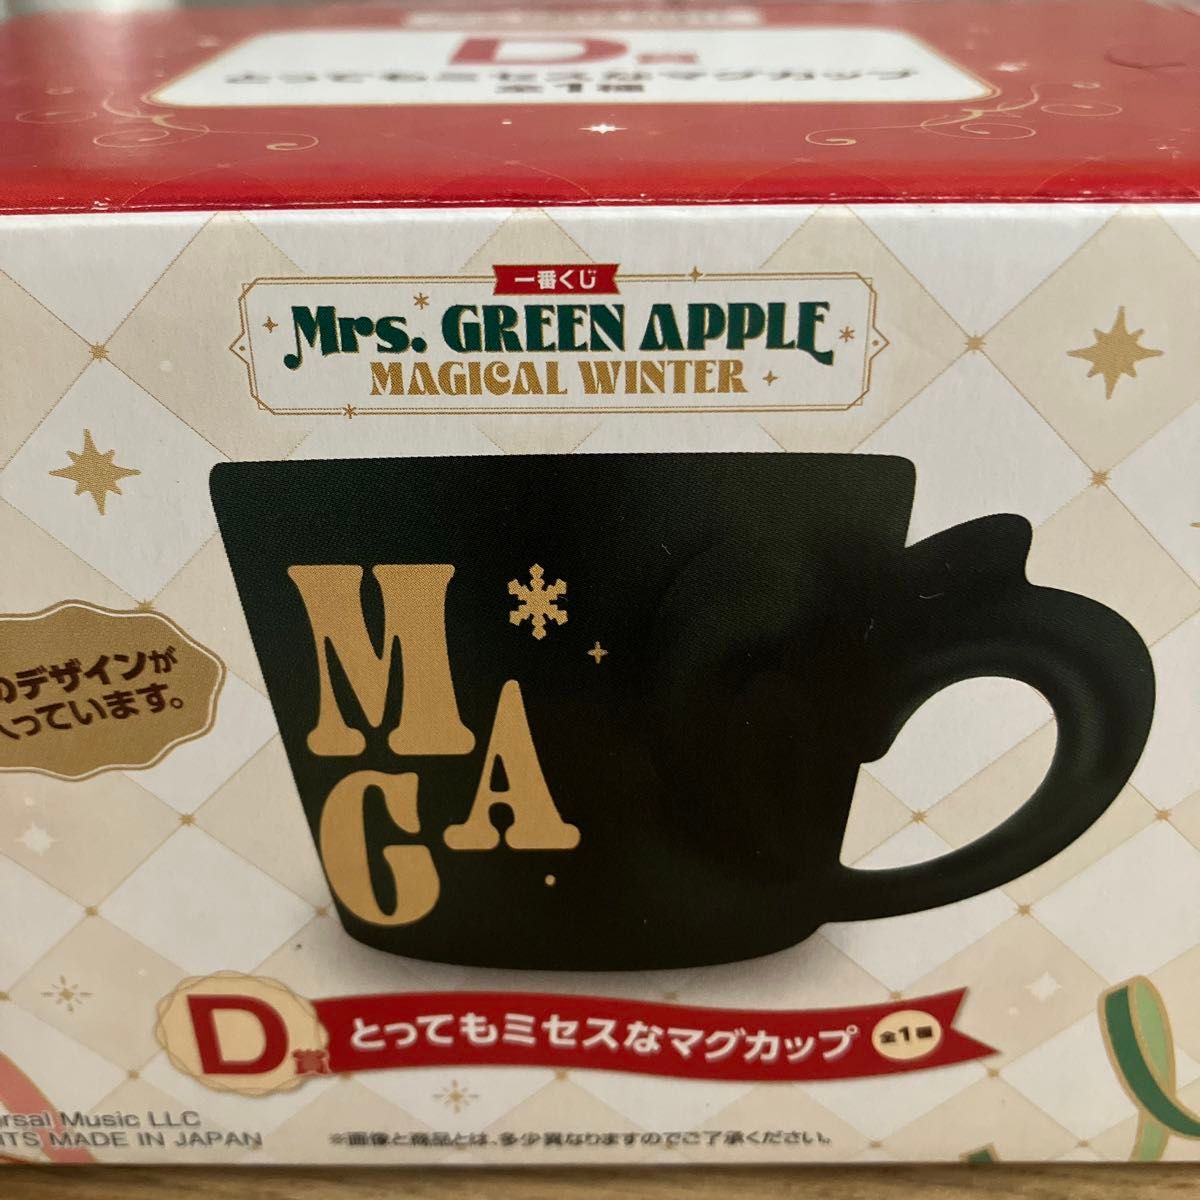 D賞
とってもミセスなマグカップ
全1種
一番くじ
Mrs. GREEN APPLE
MAGICAL WINTER
M
G A
のデザインが
入っています。
D賞 とってもミセスなマグカップ 全1種
Music LLC
MADE IN JAPAN
※画像と商品とは、多少異なりますのでご了承ください。